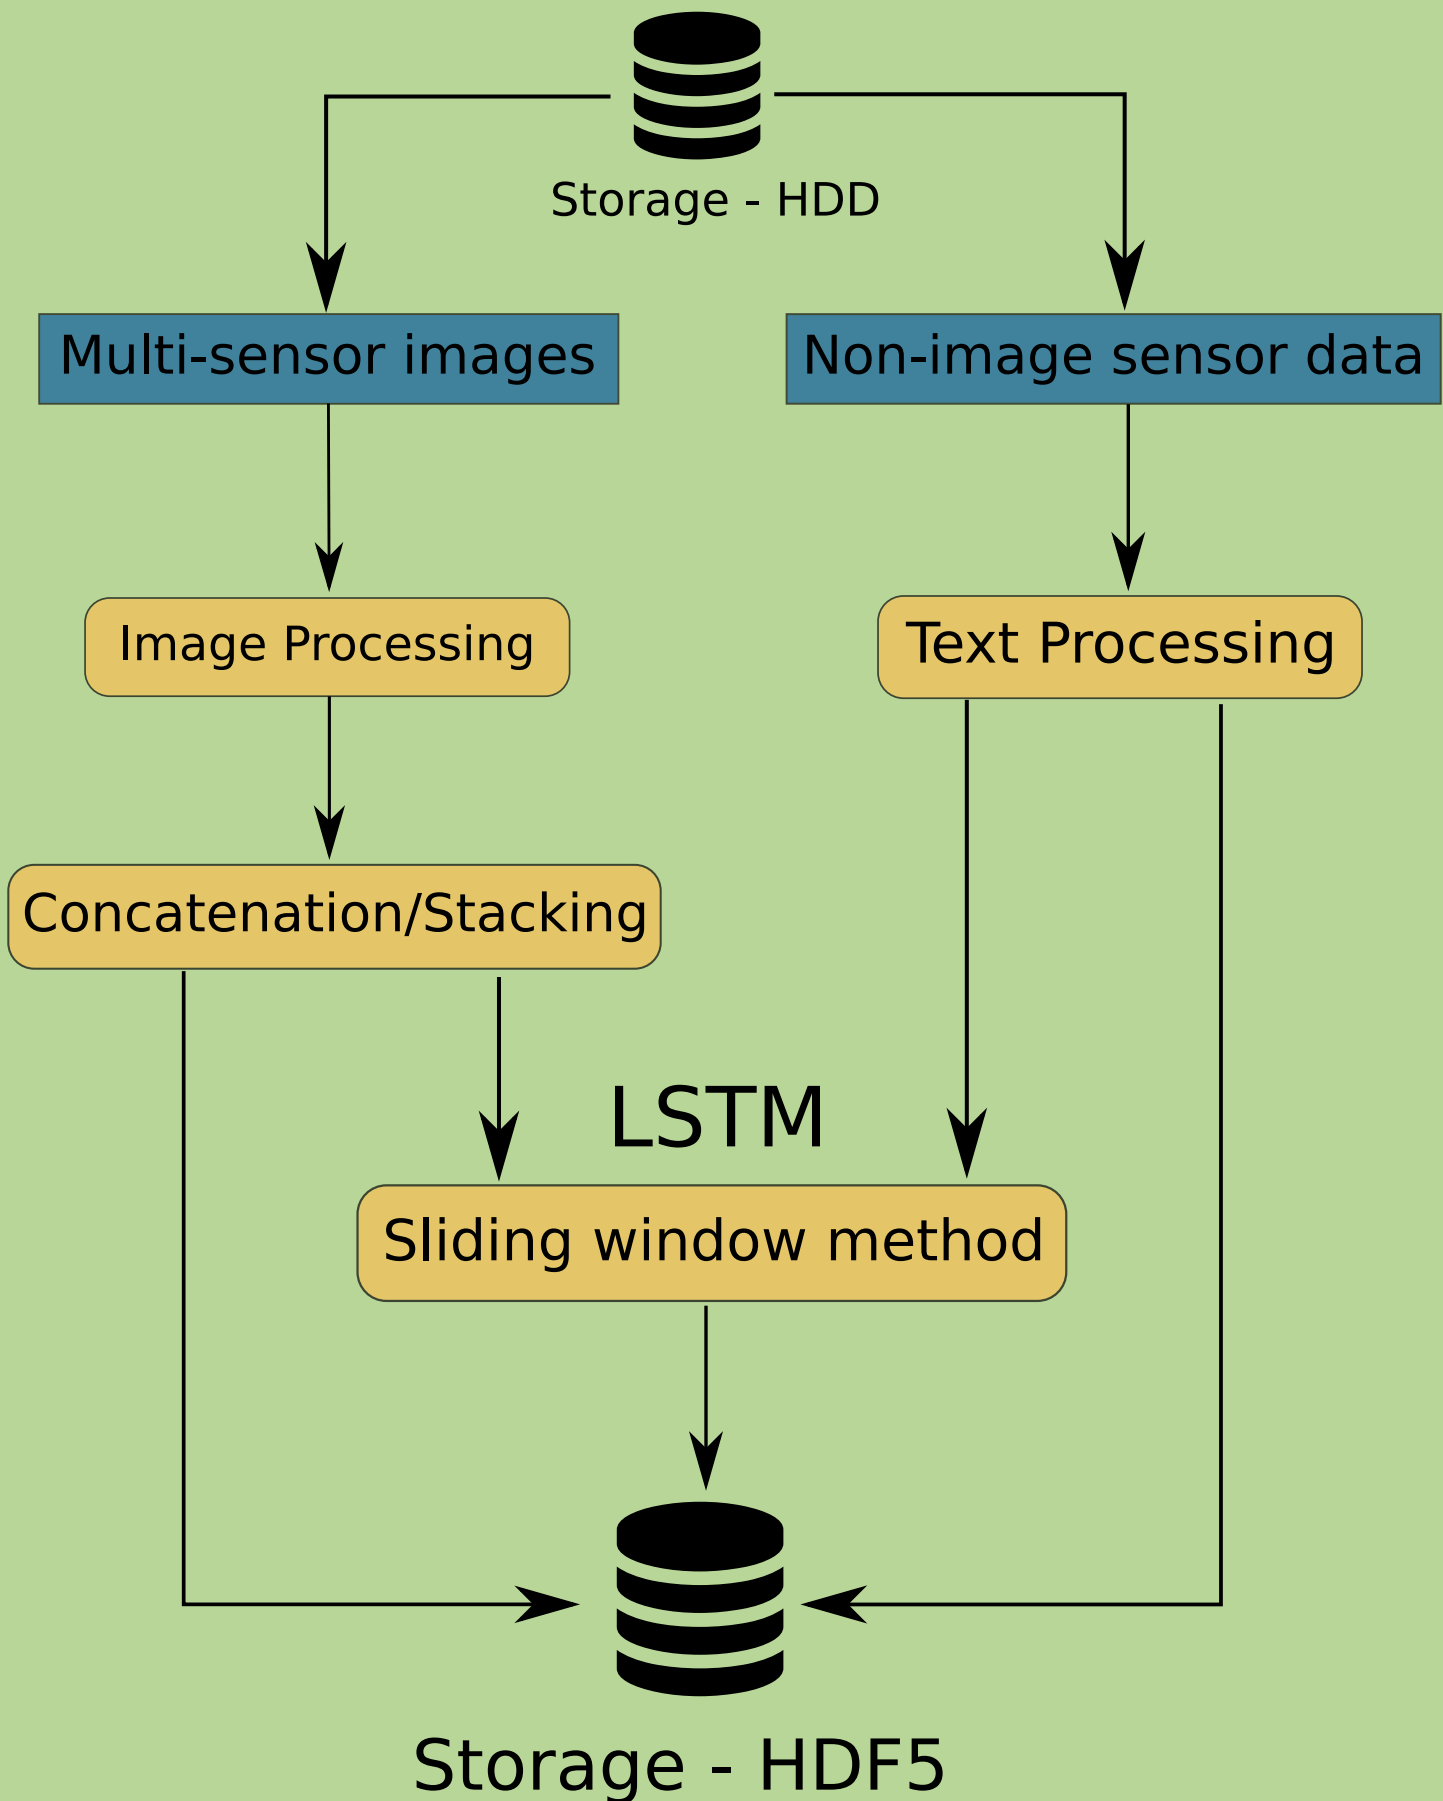 Storage - HDD
Multi-sensor images
Non-image sensor data
Image Processing
Text Processing
Concatenation/Stacking
LSTM
Sliding window method
Storage - HDF5